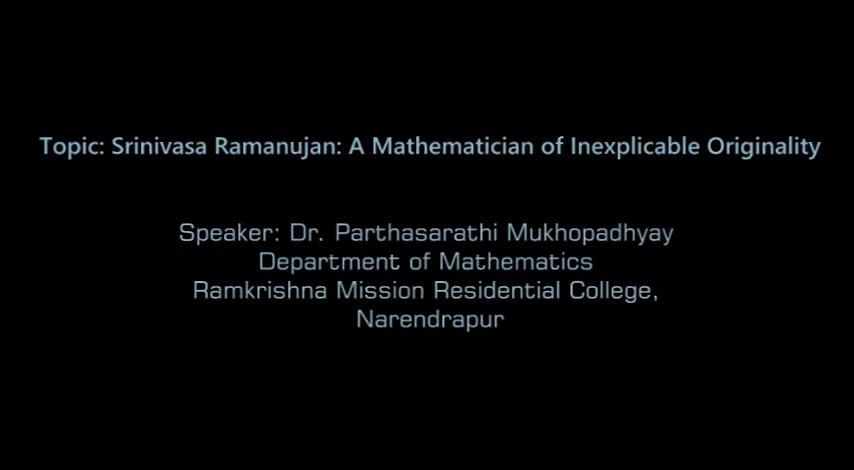 Topic: Srinivasa Ramanujan: A Mathematician of Inexplicable Originality
Speaker: Dr. Parthasarathi Mukhopadhyay
Department of Mathematics
Ramkrishna Mission Residential College,
Narendrapur